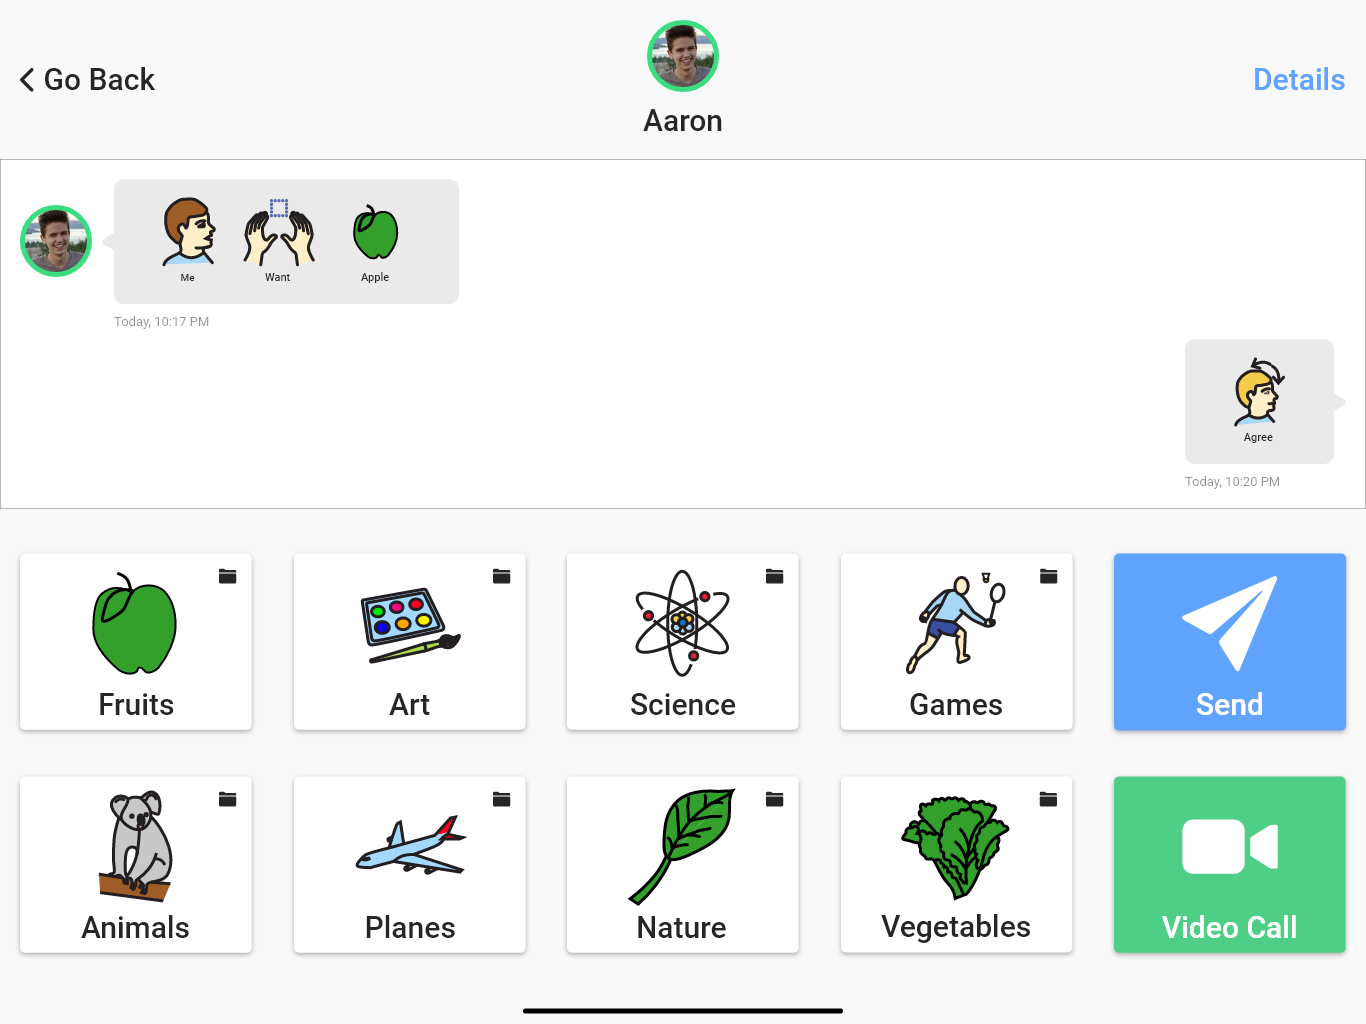 Go Back
Aaron
Details
Me Want Apple
Today, 10:17 PM
Agree
Today, 10:20 PM
Fruits Art Science Games Send
Animals Planes Nature Vegetables Video Call